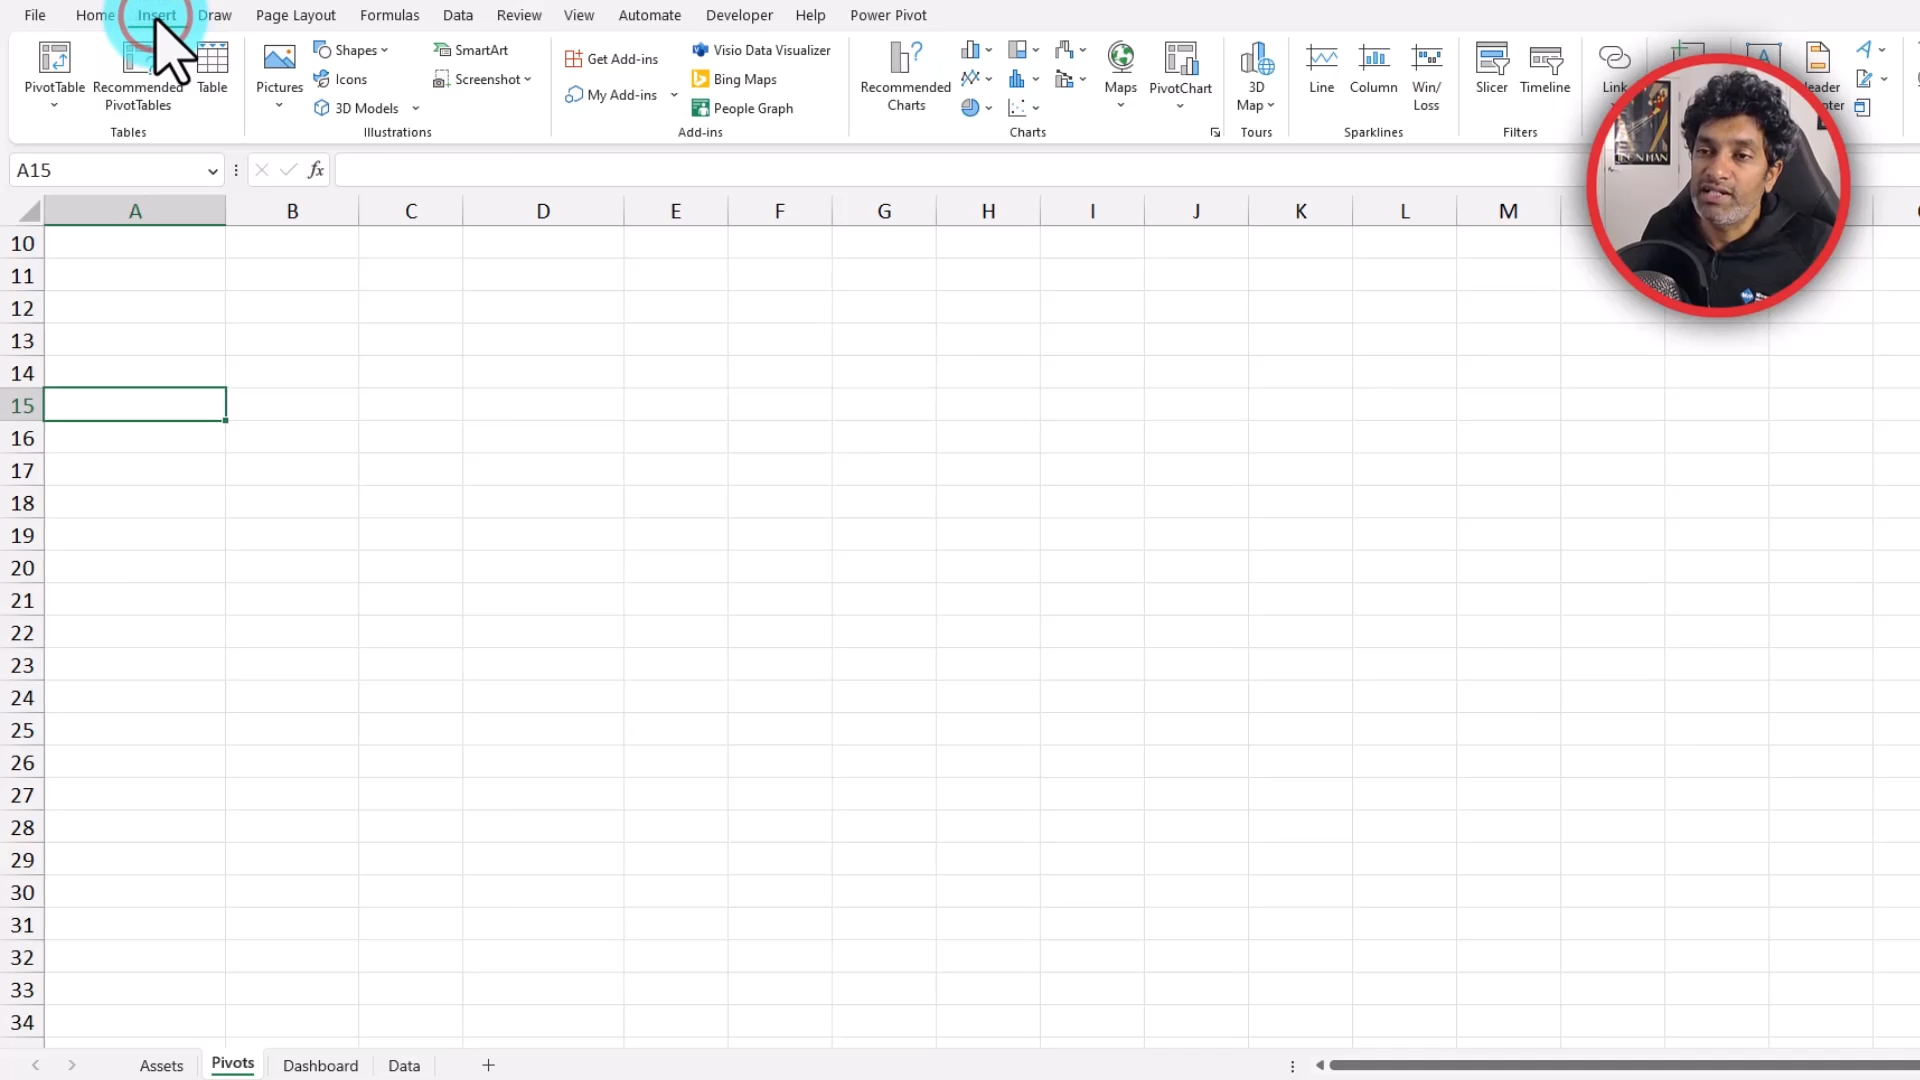 File Home Insert Draw Page Layout Formulas Data Review View Automate Developer Help Power Pivot
PivotTable
Recommended
PivotTables
Table
Tables
Pictures
Shapes
Icons
3D Models
SmartArt
Screenshot
Illustrations
Get Add-ins
My Add-ins
Visio Data Visualizer
Bing Maps
People Graph
Add-ins
Recommended
Charts
Maps
PivotChart
Charts
3D
Map
Tours
Line
Column
Win/
Loss
Sparklines
Slicer
Timeline
Filters
Link
A15
fx
A B C D E F G H I J K L M
10
11
12
13
14
15
16
17
18
19
20
21
22
23
24
25
26
27
28
29
30
31
32
33
34
Assets Pivots Dashboard Data